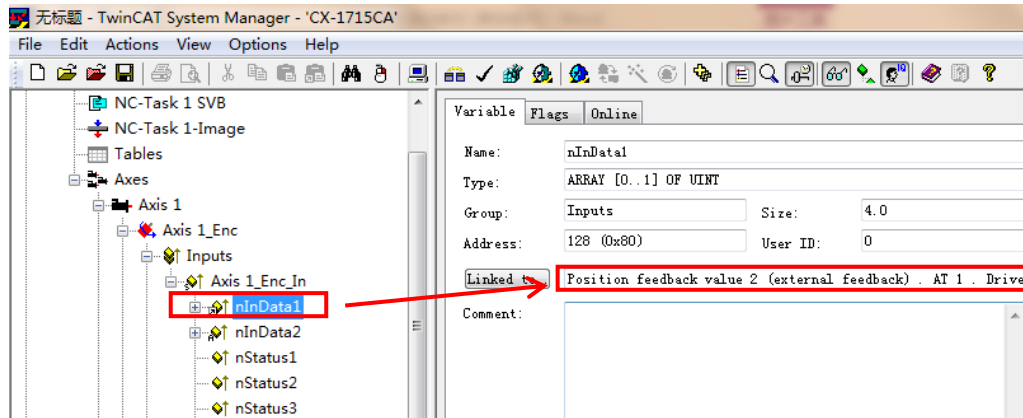 无标题 - TwinCAT System Manager - 'CX-1715CA'
File Edit Actions View Options Help
NC-Task 1 SVB
NC-Task 1-Image
Tables
Axes
Axis 1
Axis 1_Enc
Inputs
Axis 1_Enc_In
nInData1
nInData2
nStatus1
nStatus2
nStatus3
Variable Flags Online
Name: nInData1
Type: ARRAY [0..1] OF UINT
Group: Inputs Size: 4.0
Address: 128 (0x80) User ID: 0
Linked Position feedback value 2 (external feedback) . AT 1 . Drive
Comment: